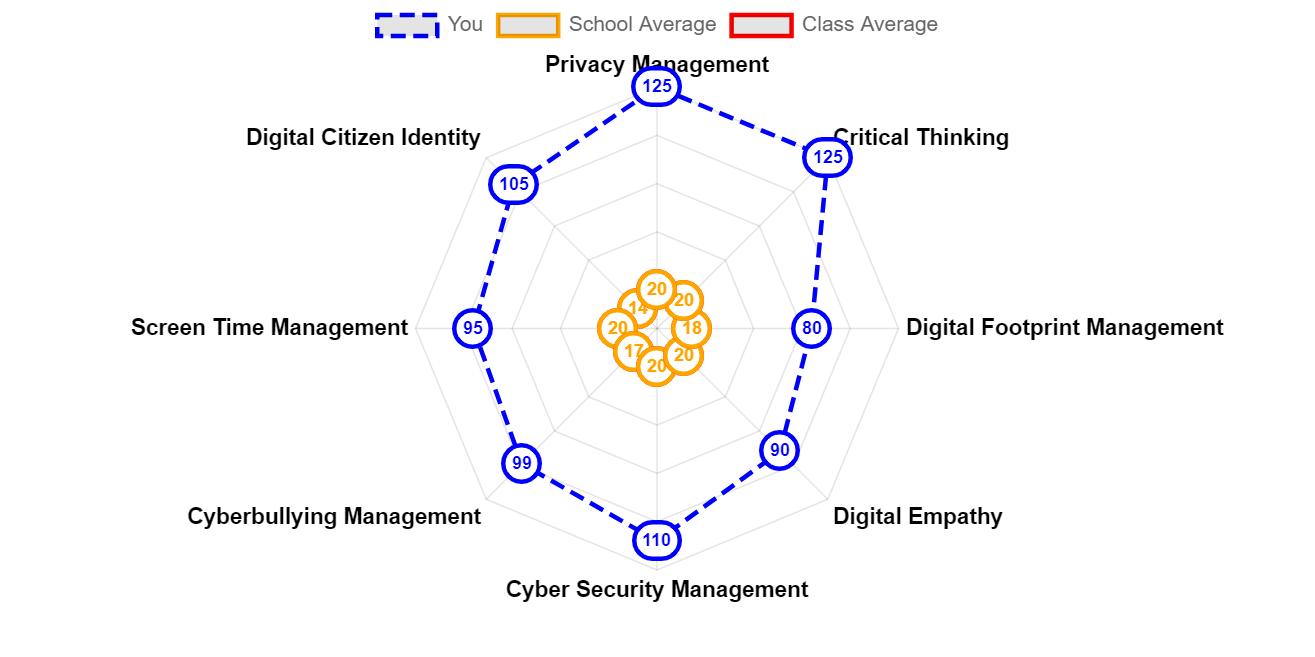 You School Average Class Average
Privacy Management
125
Digital Citizen Identity
Critical Thinking
125
105
20
20
14
Screen Time Management
95
20
18
80
Digital Footprint Management
17
20
20
99
90
Cyberbullying Management
Digital Empathy
110
Cyber Security Management